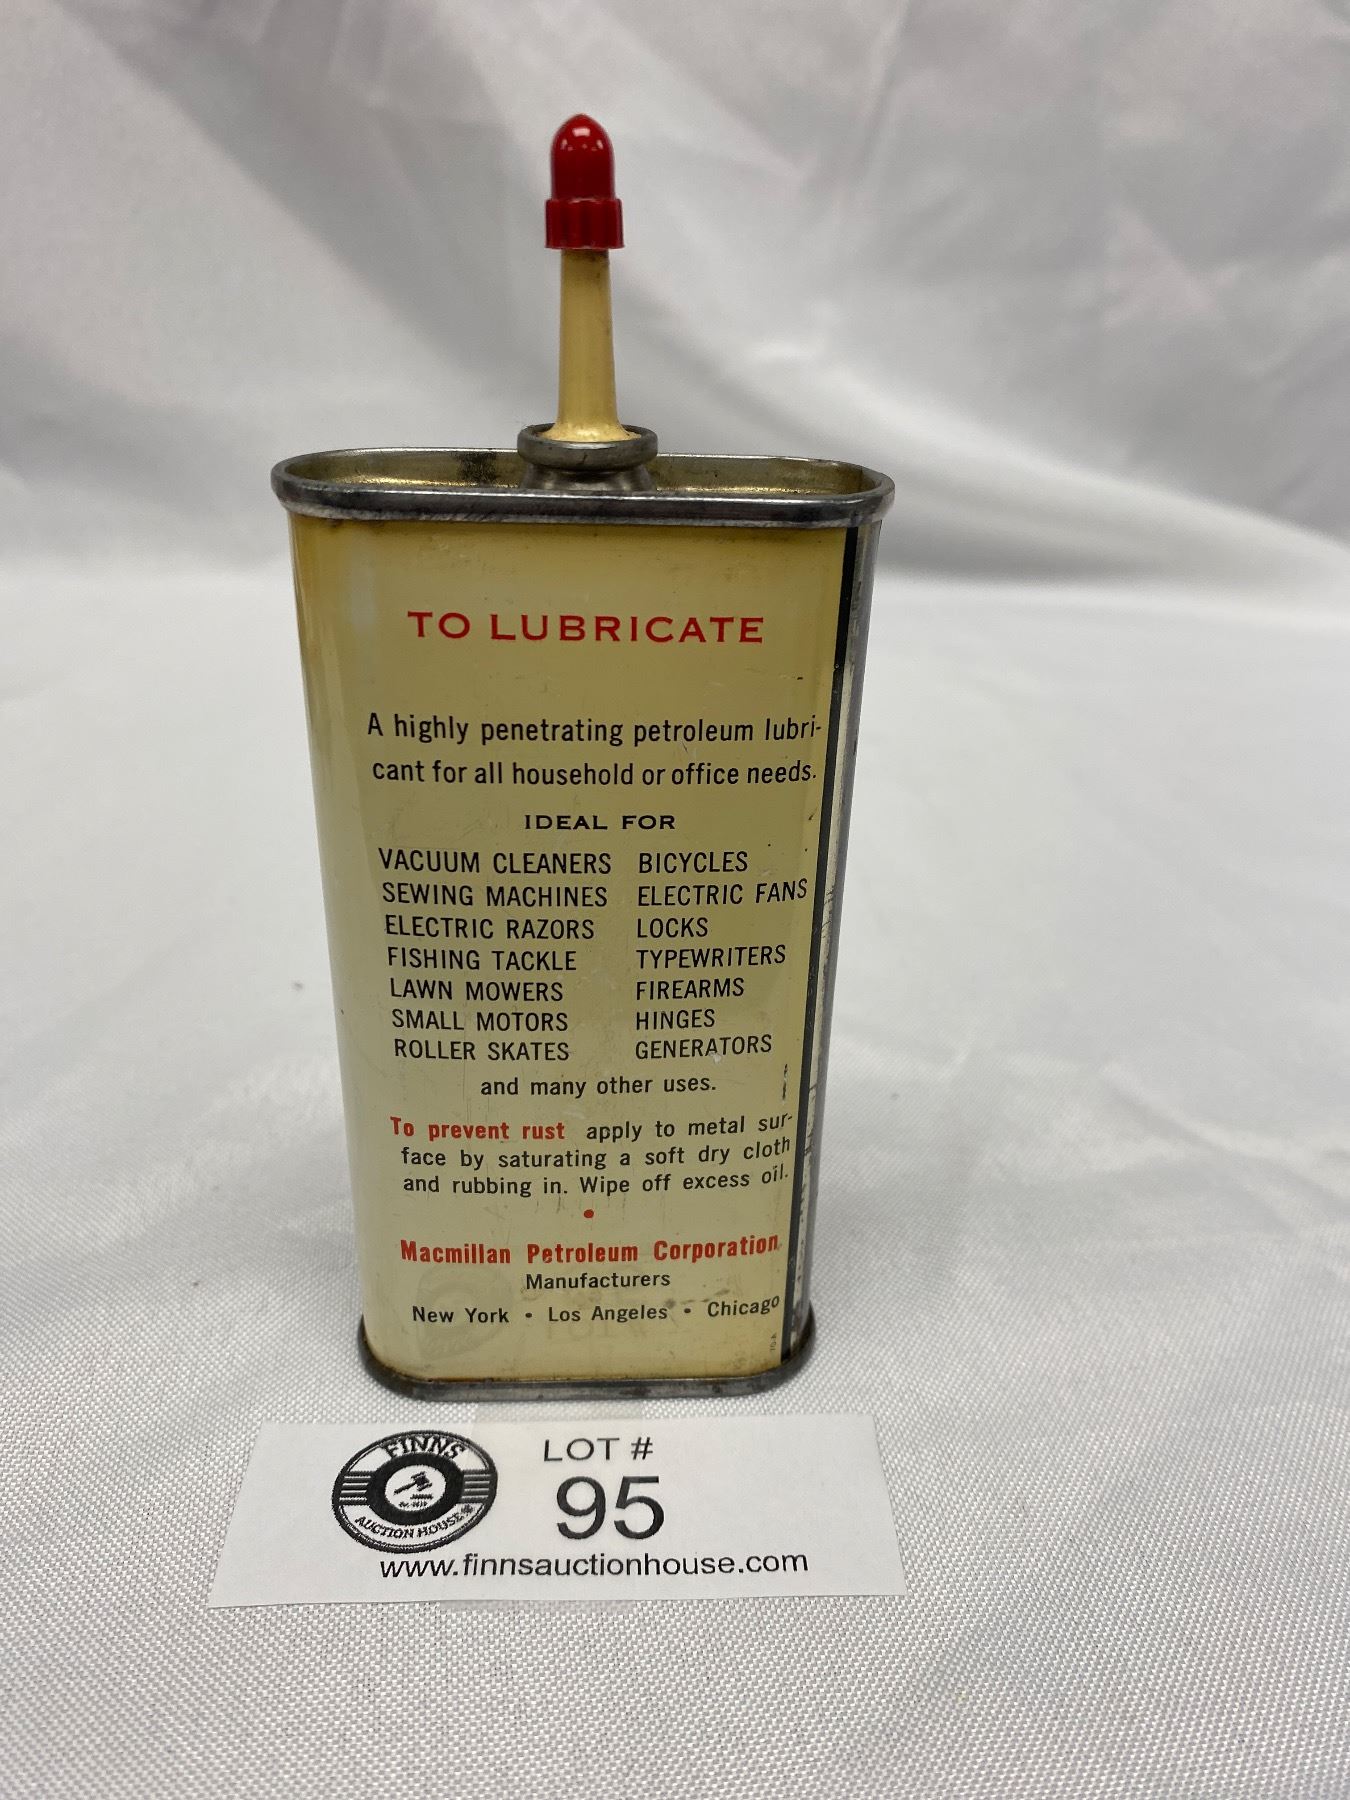 TO LUBRICATE
A highly penetrating petroleum lubri-
cant for all household or office needs.
IDEAL FOR
VACUUM CLEANERS BICYCLES
SEWING MACHINES ELECTRIC FANS
ELECTRIC RAZORS LOCKS
FISHING TACKLE TYPEWRITERS
LAWN MOWERS FIREARMS
SMALL MOTORS HINGES
ROLLER SKATES GENERATORS
and many other uses.
To prevent rust apply to metal sur-
face by saturating a soft dry cloth
and rubbing in. Wipe off excess oil.
•
Macmillan Petroleum Corporation
Manufacturers
New York • Los Angeles • Chicago
FINNS
AUCTION HOUSE
LOT #
95
www.finnsauctionhouse.com